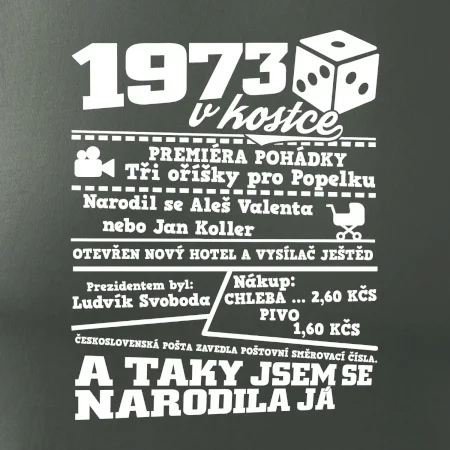 1973
v kostce
PREMIÉRA POHÁDKY
Tři oříšky pro Popelku
Narodil se Aleš Valenta
nebo Jan Koller
OTEVŘEN NOVÝ HOTEL A VYSÍLAČ JEŠTĚD
Prezidentem byl:
Ludvík Svoboda
Nákup:
CHLEBA ... 2,60 KČS
PIVO
1,60 KČS
ČESKOSLOVENSKÁ POŠTA ZAVEDLA POŠTOVNÍ SMĚROVACÍ ČÍSLA.
A TAKY JSEM SE
NARODILA JÁ